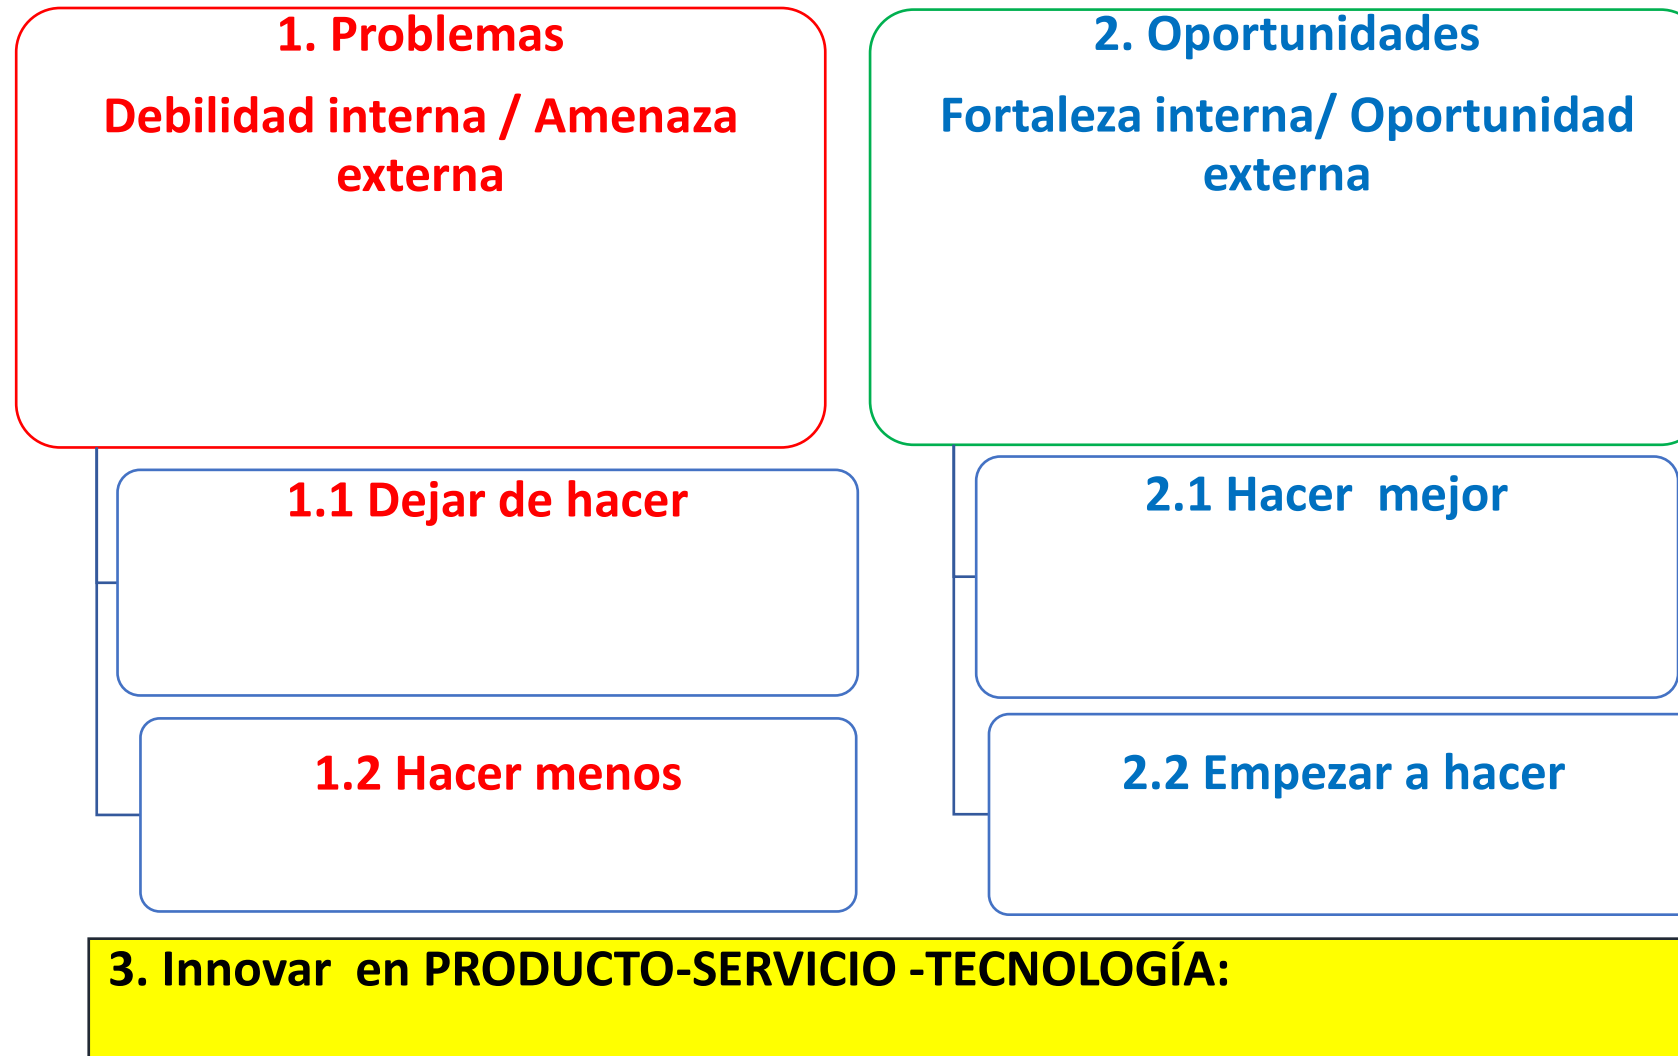 1. Problemas
Debilidad interna / Amenaza
externa
1.1 Dejar de hacer
1.2 Hacer menos
2. Oportunidades
Fortaleza interna/ Oportunidad
externa
2.1 Hacer  mejor
2.2 Empezar a hacer
3. Innovar  en PRODUCTO-SERVICIO -TECNOLOGÍA: